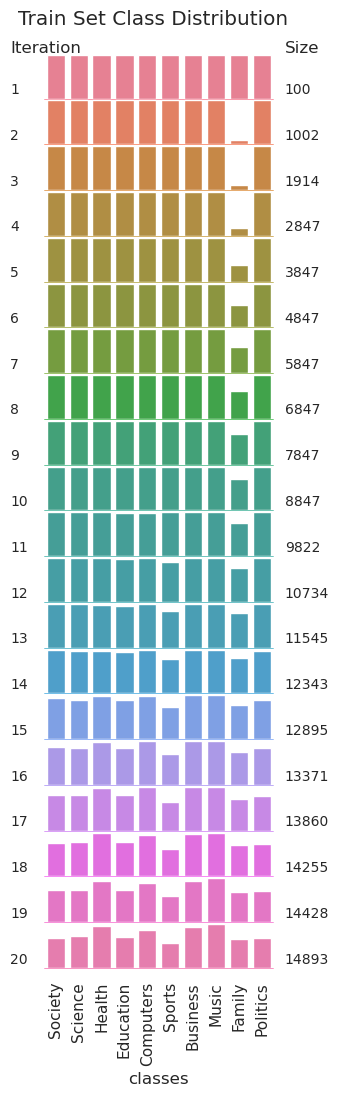 Train Set Class Distribution
Iteration Size
1 100
2 1002
3 1914
4 2847
5 3847
6 4847
7 5847
8 6847
9 7847
10 8847
11 9822
12 10734
13 11545
14 12343
15 12895
16 13371
17 13860
18 14255
19 14428
20 14893
Society
Science
Health
Education
Computers
Sports
Business
Music
Family
Politics
classes